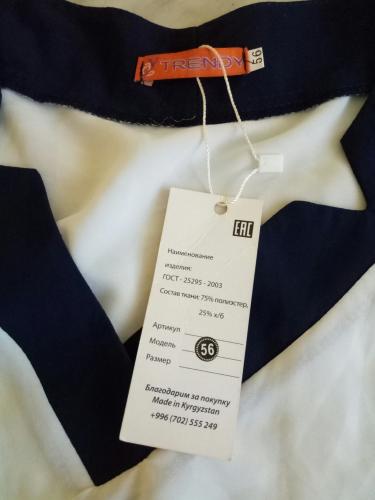 TRENDY
56
EAC
Наименование
изделия:
ГОСТ - 25295 - 2003
Состав ткани: 75% полиэстер,
25% х/б
Артикул
Модель
56
Размер
Благодарим за покупку
Made in Kyrgyzstan
+996 (702) 555 249